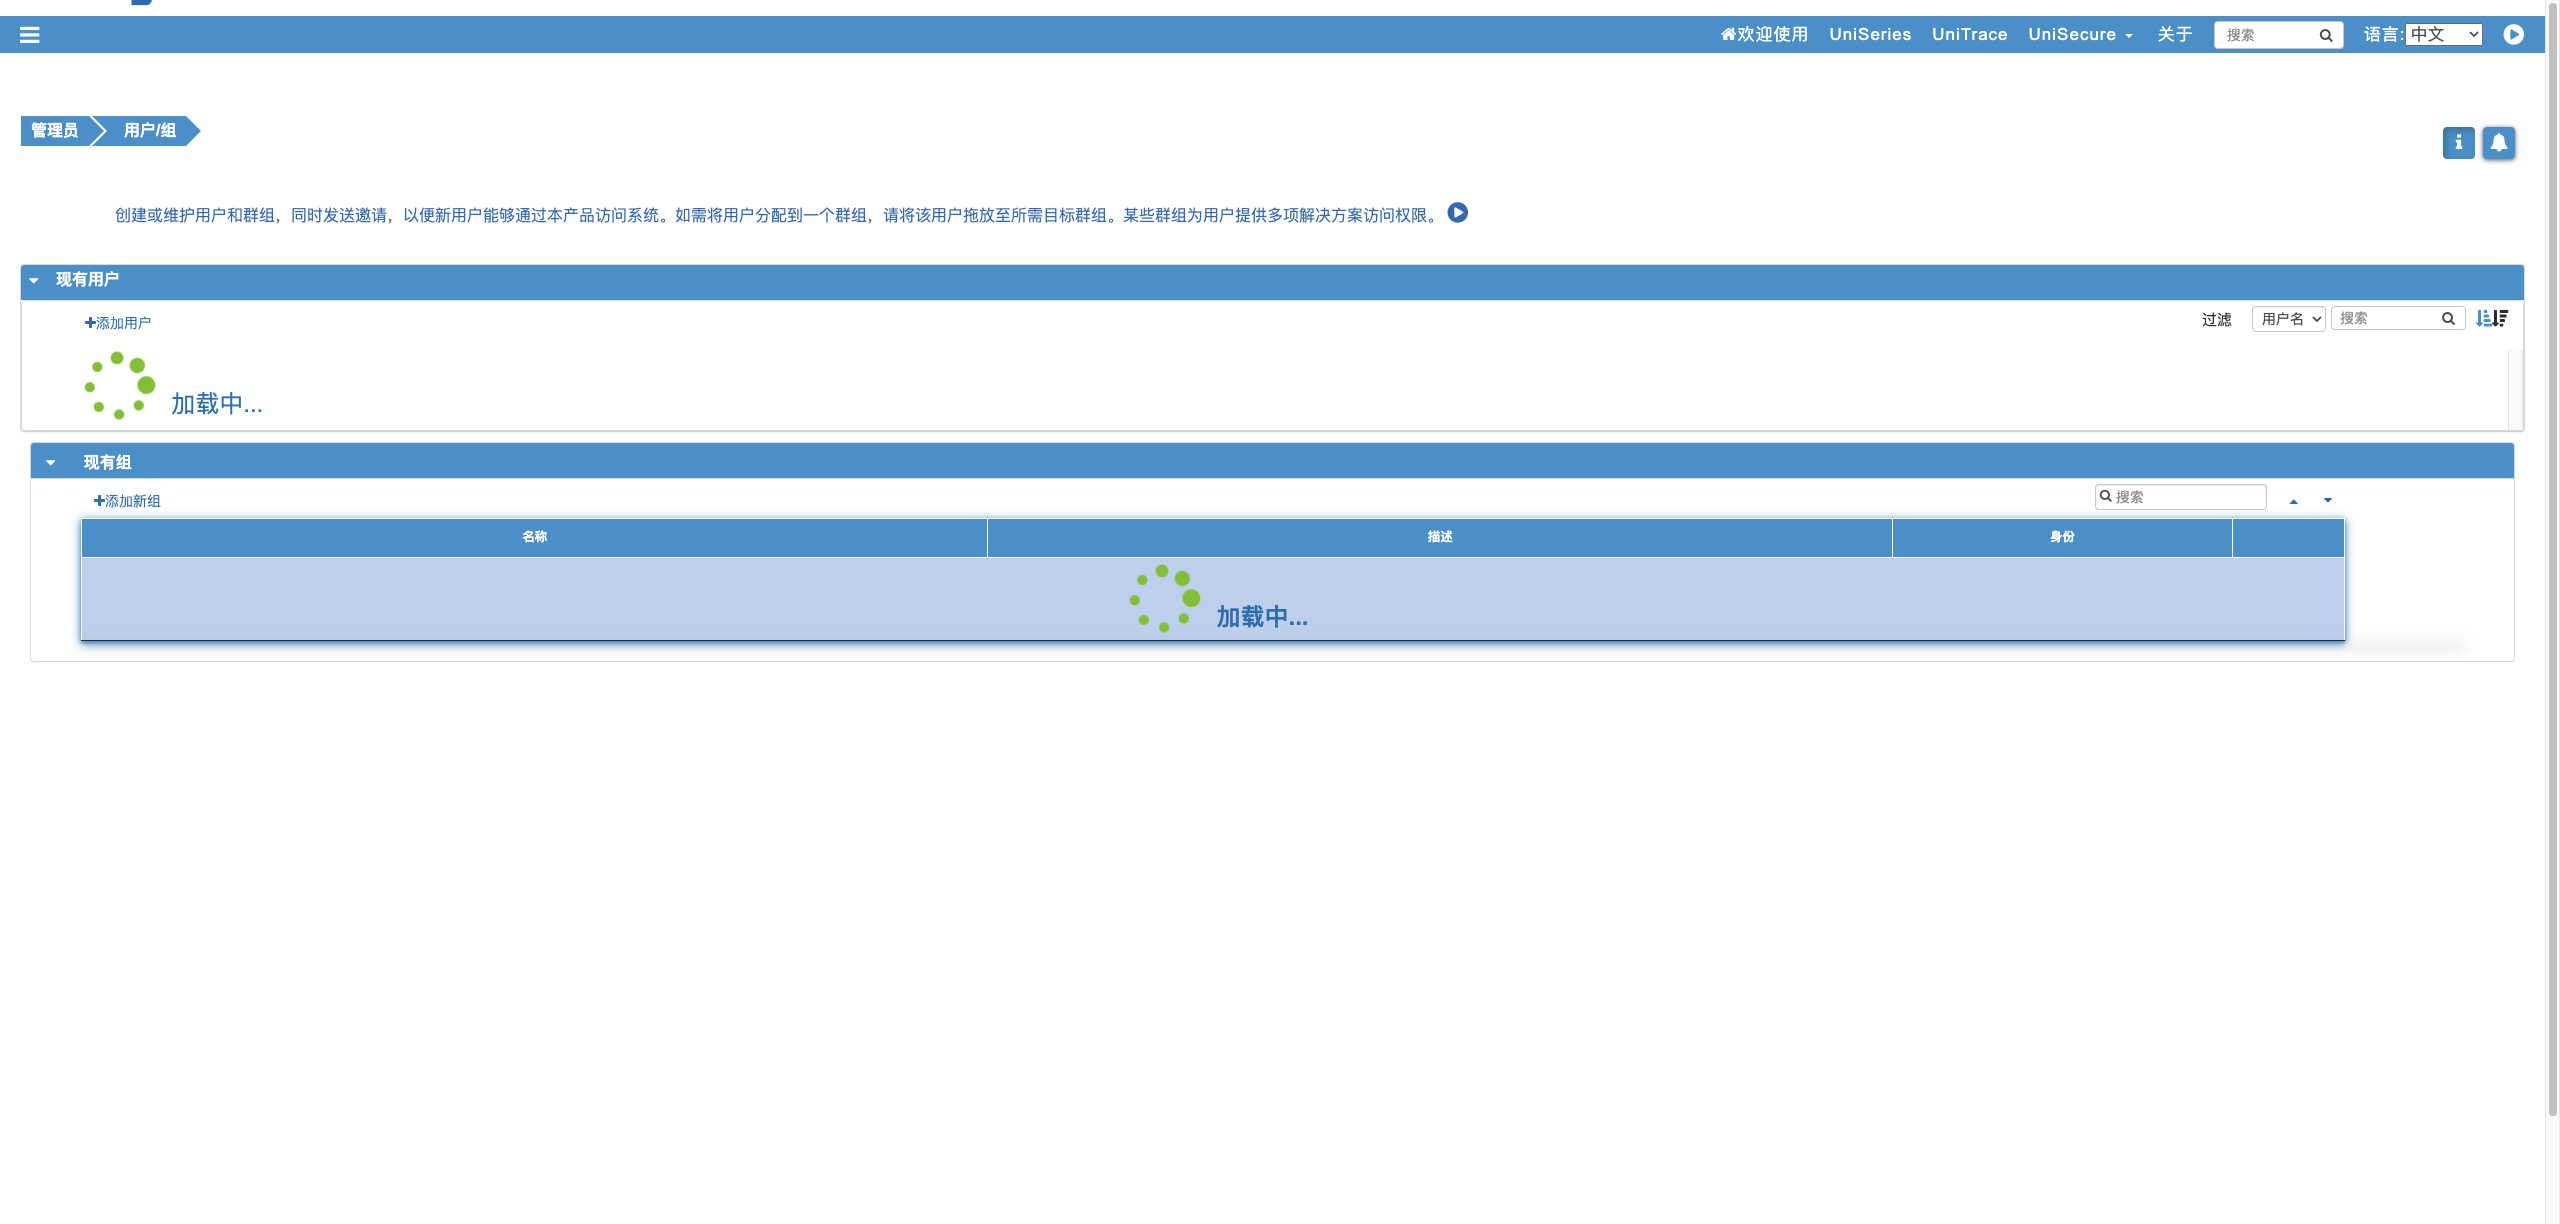 欢迎使用 UniSeries UniTrace UniSecure 关于 搜索 语言: 中文
管理员 用户/组
创建或维护用户和群组，同时发送邀请，以便新用户能够通过本产品访问系统。如需将用户分配到一个群组，请将该用户拖放至所需目标群组。某些群组为用户提供多项解决方案访问权限。
现有用户
添加用户 过滤 用户名 搜索
加载中...
现有组
添加新组 搜索
名称 描述 身份
加载中...